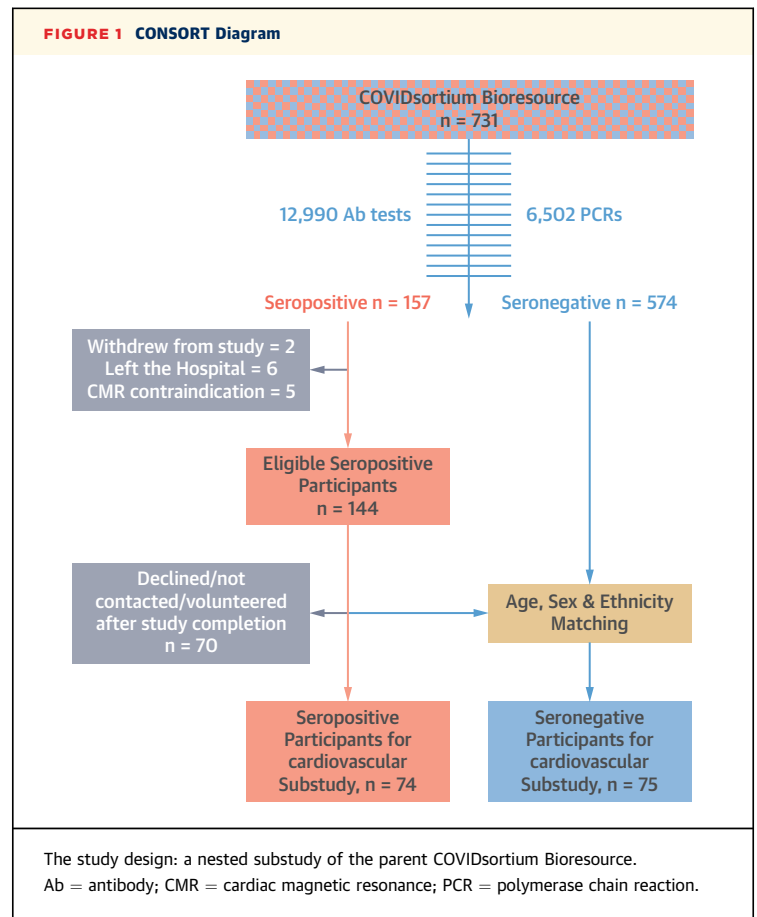 FIGURE 1 CONSORT Diagram
COVIDsortium Bioresource
n = 731
12,990 Ab tests
6,502 PCRs
Seropositive n = 157
Seronegative n = 574
Withdrew from study = 2
Left the Hospital = 6
CMR contraindication = 5
Eligible Seropositive
Participants
n = 144
Declined/not
contacted/volunteered
after study completion
n = 70
Age, Sex & Ethnicity
Matching
Seropositive
Participants for
cardiovascular
Substudy, n = 74
Seronegative
Participants for
cardiovascular
Substudy, n = 75
The study design: a nested substudy of the parent COVIDsortium Bioresource.
Ab = antibody; CMR = cardiac magnetic resonance; PCR = polymerase chain reaction.